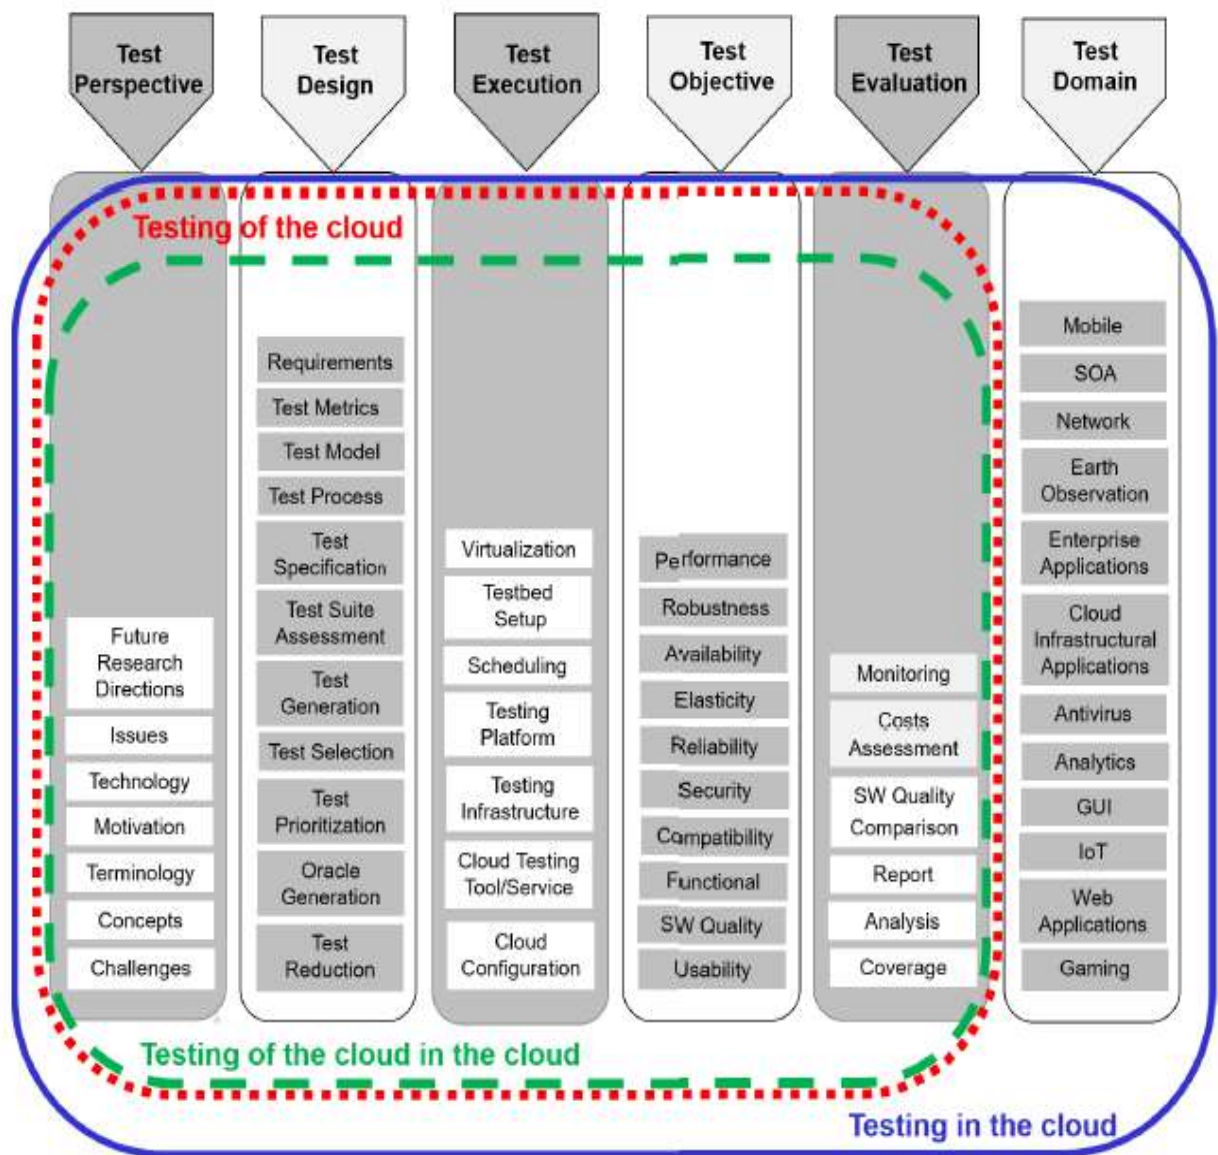 Test
Perspective
Test
Design
Test
Execution
Test
Objective
Test
Evaluation
Test
Domain
Testing of the cloud
Future
Research
Directions
Issues
Technology
Motivation
Terminology
Concepts
Challenges
Requirements
Test Metrics
Test Model
Test Process
Test
Specification
Test Suite
Assessment
Test
Generation
Test Selection
Test
Prioritization
Oracle
Generation
Test
Reduction
Virtualization
Testbed
Setup
Scheduling
Testing
Platform
Testing
Infrastructure
Cloud Testing
Tool/Service
Cloud
Configuration
Performance
Robustness
Availability
Elasticity
Reliability
Security
Compatibility
Functional
SW Quality
Usability
Monitoring
Costs
Assessment
SW Quality
Comparison
Report
Analysis
Coverage
Mobile
SOA
Network
Earth
Observation
Enterprise
Applications
Cloud
Infrastructural
Applications
Antivirus
Analytics
GUI
IoT
Web
Applications
Gaming
Testing of the cloud in the cloud
Testing in the cloud